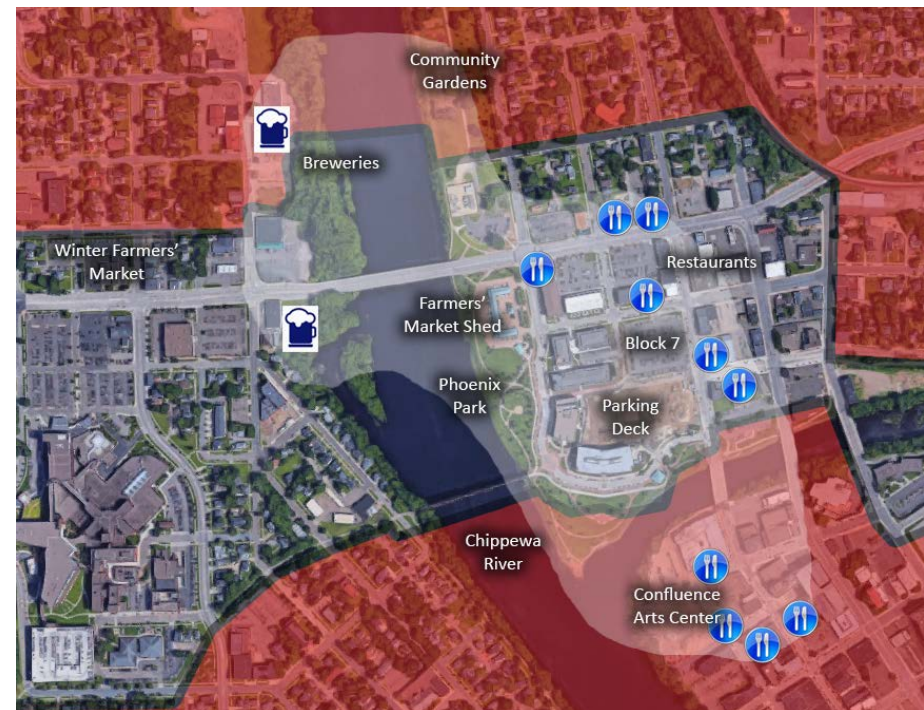 Community
Gardens
Breweries
Winter Farmers'
Market
Restaurants
Farmers'
Market Shed
Block 7
Phoenix
Park
Parking
Deck
Chippewa
River
Confluence
Arts Center